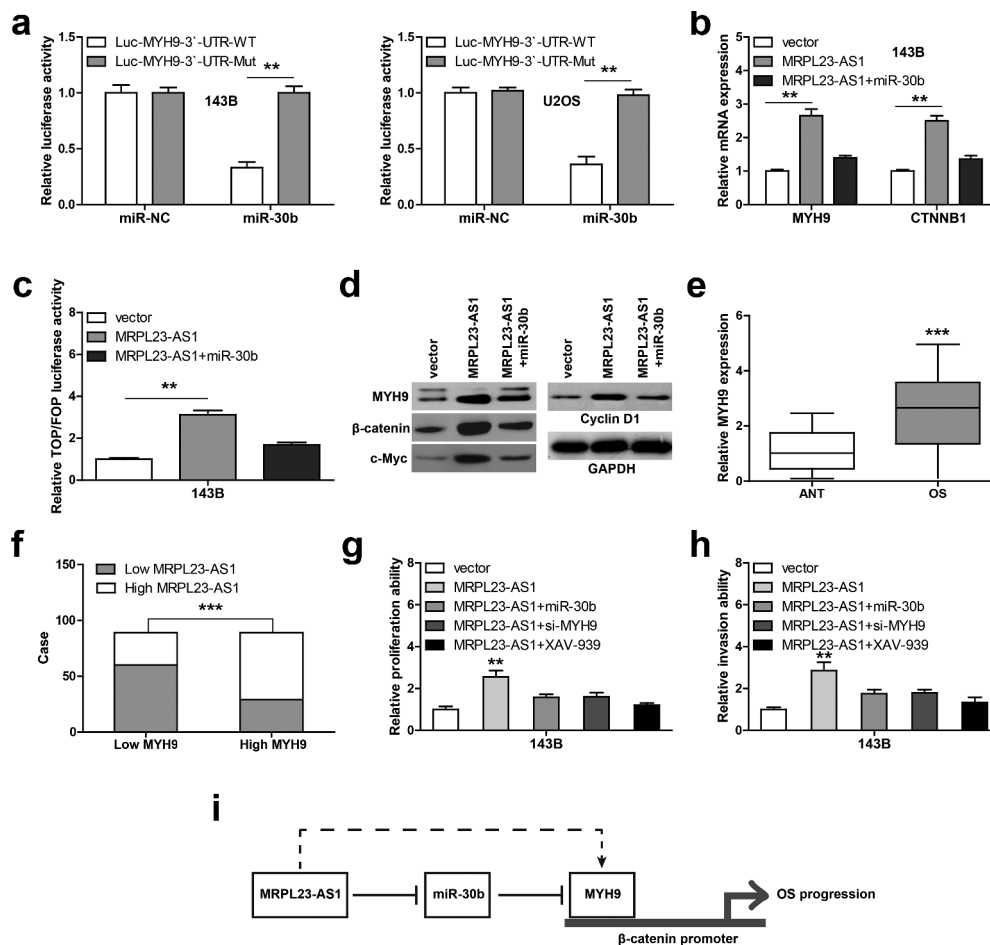 a
Relative luciferase activity
1.5
1.0
0.5
0.0
Luc-MYH9-3`-UTR-WT
Luc-MYH9-3`-UTR-Mut
**
143B
miR-NC
miR-30b
Relative luciferase activity
1.5
1.0
0.5
0.0
Luc-MYH9-3`-UTR-WT
Luc-MYH9-3`-UTR-Mut
**
U2OS
miR-NC
miR-30b
b
Relative mRNA expression
5
4
3
2
1
0
vector
MRPL23-AS1
MRPL23-AS1+miR-30b
143B
**
**
MYH9
CTNNB1
c
Relative TOP/FOP luciferase activity
8
6
4
2
0
vector
MRPL23-AS1
MRPL23-AS1+miR-30b
**
143B
d
vector
MRPL23-AS1
MRPL23-AS1
+miR-30b
MYH9
β-catenin
c-Myc
vector
MRPL23-AS1
MRPL23-AS1
+miR-30b
Cyclin D1
GAPDH
e
Relative MYH9 expression
6
4
2
0
***
ANT
OS
f
Case
150
100
50
0
Low MRPL23-AS1
High MRPL23-AS1
***
Low MYH9
High MYH9
g
Relative proliferation ability
8
6
4
2
0
vector
MRPL23-AS1
MRPL23-AS1+miR-30b
MRPL23-AS1+si-MYH9
MRPL23-AS1+XAV-939
**
143B
h
Relative invasion ability
8
6
4
2
0
vector
MRPL23-AS1
MRPL23-AS1+miR-30b
MRPL23-AS1+si-MYH9
MRPL23-AS1+XAV-939
**
143B
i
MRPL23-AS1
miR-30b
MYH9
OS progression
β-catenin promoter